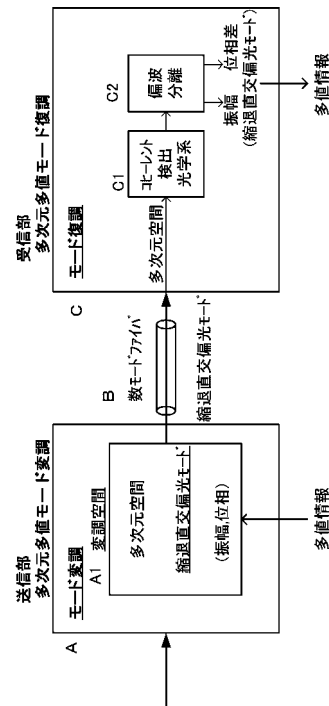 送信部
多次元多値モード変調
A
モード変調
A1
変調空間
多次元空間
縮退直交偏光モード
(振幅,位相)
多値情報
B
数モードファイバ
縮退直交偏光モード
受信部
多次元多値モード復調
C
モード復調
多次元空間
C1
コヒーレント
検出
光学系
C2
偏波
分離
振幅
位相差
(縮退直交偏光モード)
多値情報